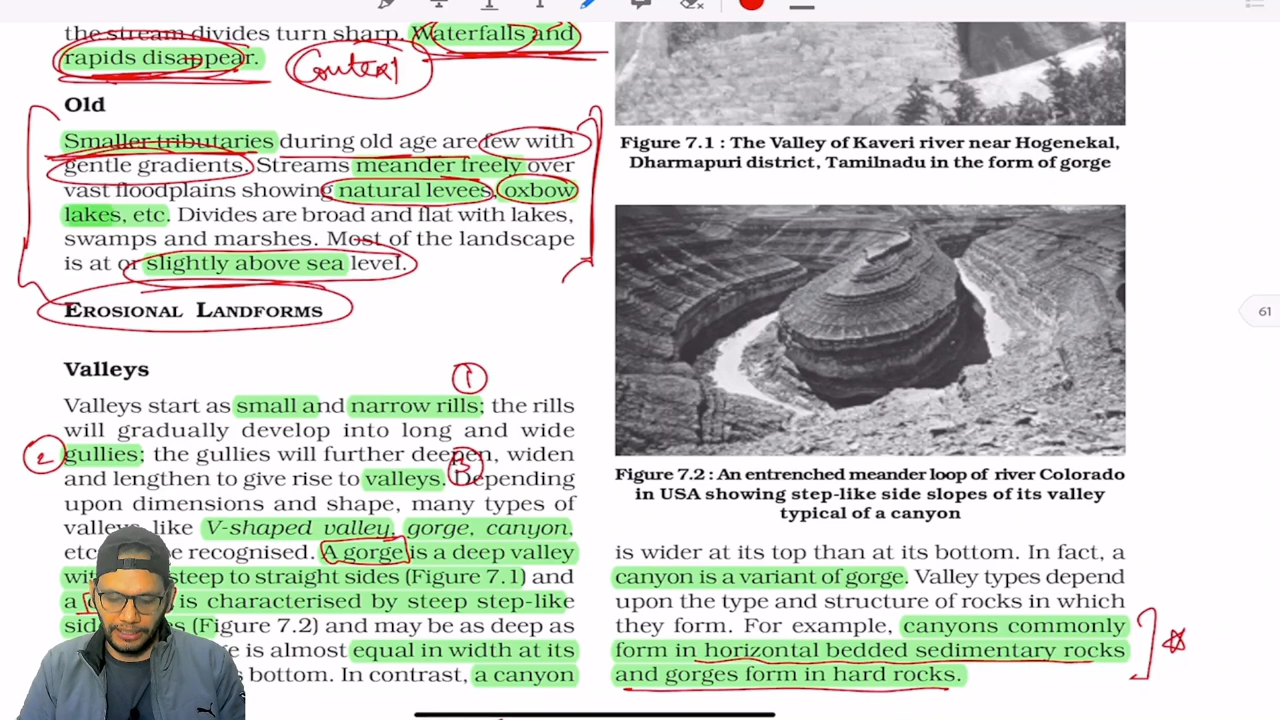 the stream divides turn sharp. Waterfalls and
rapids disappear.
Context
Old
Smaller tributaries during old age are few with
gentle gradients. Streams meander freely over
vast floodplains showing natural levees, oxbow
lakes, etc. Divides are broad and flat with lakes,
swamps and marshes. Most of the landscape
is at or slightly above sea level.
EROSIONAL LANDFORMS
Valleys
1
Valleys start as small and narrow rills; the rills
will gradually develop into long and wide
2
gullies; the gullies will further deepen, widen
3
and lengthen to give rise to valleys. Depending
upon dimensions and shape, many types of
valleys like V-shaped valley, gorge, canyon,
etc. recognised. A gorge is a deep valley
steep to straight sides (Figure 7.1) and
a is characterised by steep step-like
(Figure 7.2) and may be as deep as
is almost equal in width at its
bottom. In contrast, a canyon
Figure 7.1 : The Valley of Kaveri river near Hogenekal,
Dharmapuri district, Tamilnadu in the form of gorge
Figure 7.2 : An entrenched meander loop of river Colorado
in USA showing step-like side slopes of its valley
typical of a canyon
is wider at its top than at its bottom. In fact, a
canyon is a variant of gorge. Valley types depend
upon the type and structure of rocks in which
they form. For example, canyons commonly
form in horizontal bedded sedimentary rocks
and gorges form in hard rocks.
61